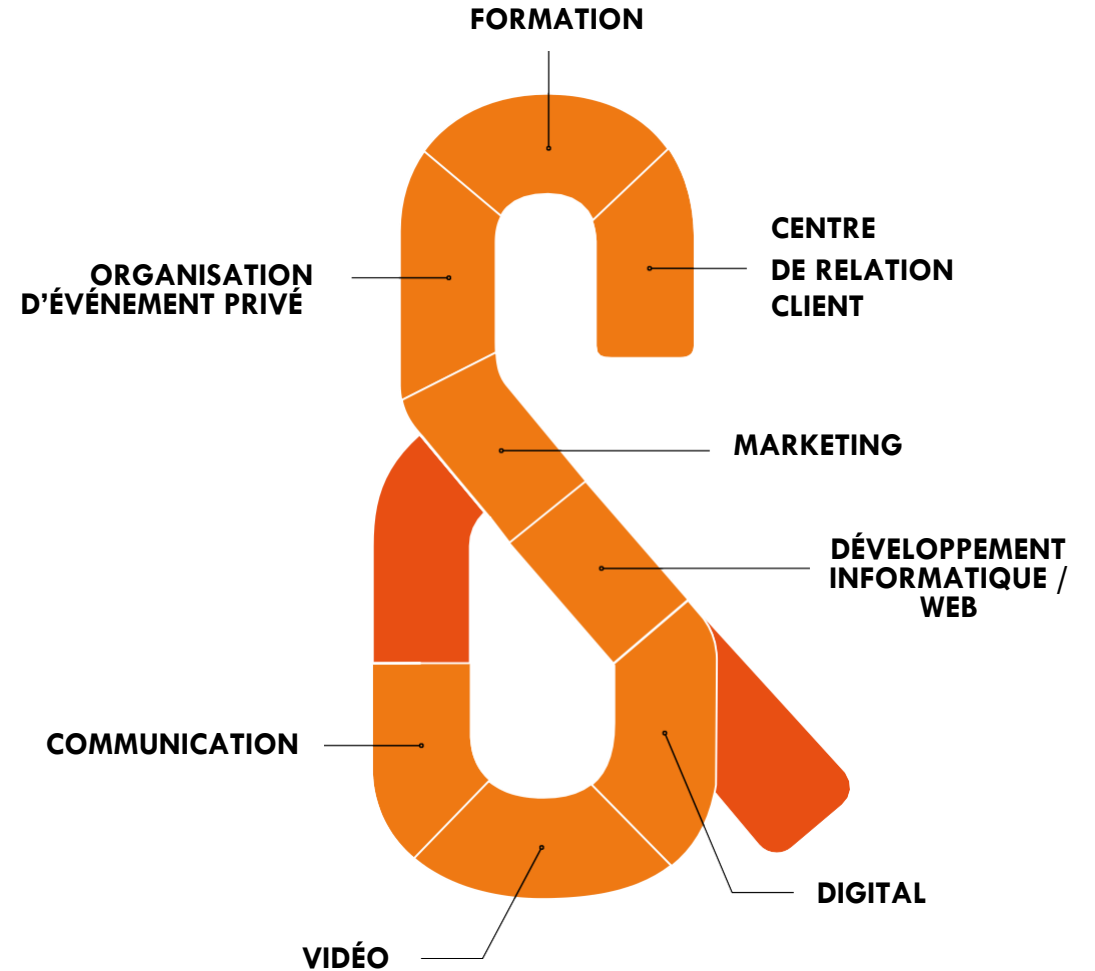 FORMATION
CENTRE
DE RELATION
CLIENT
ORGANISATION
D'ÉVÉNEMENT PRIVÉ
MARKETING
DÉVELOPPEMENT
INFORMATIQUE /
WEB
COMMUNICATION
DIGITAL
VIDÉO